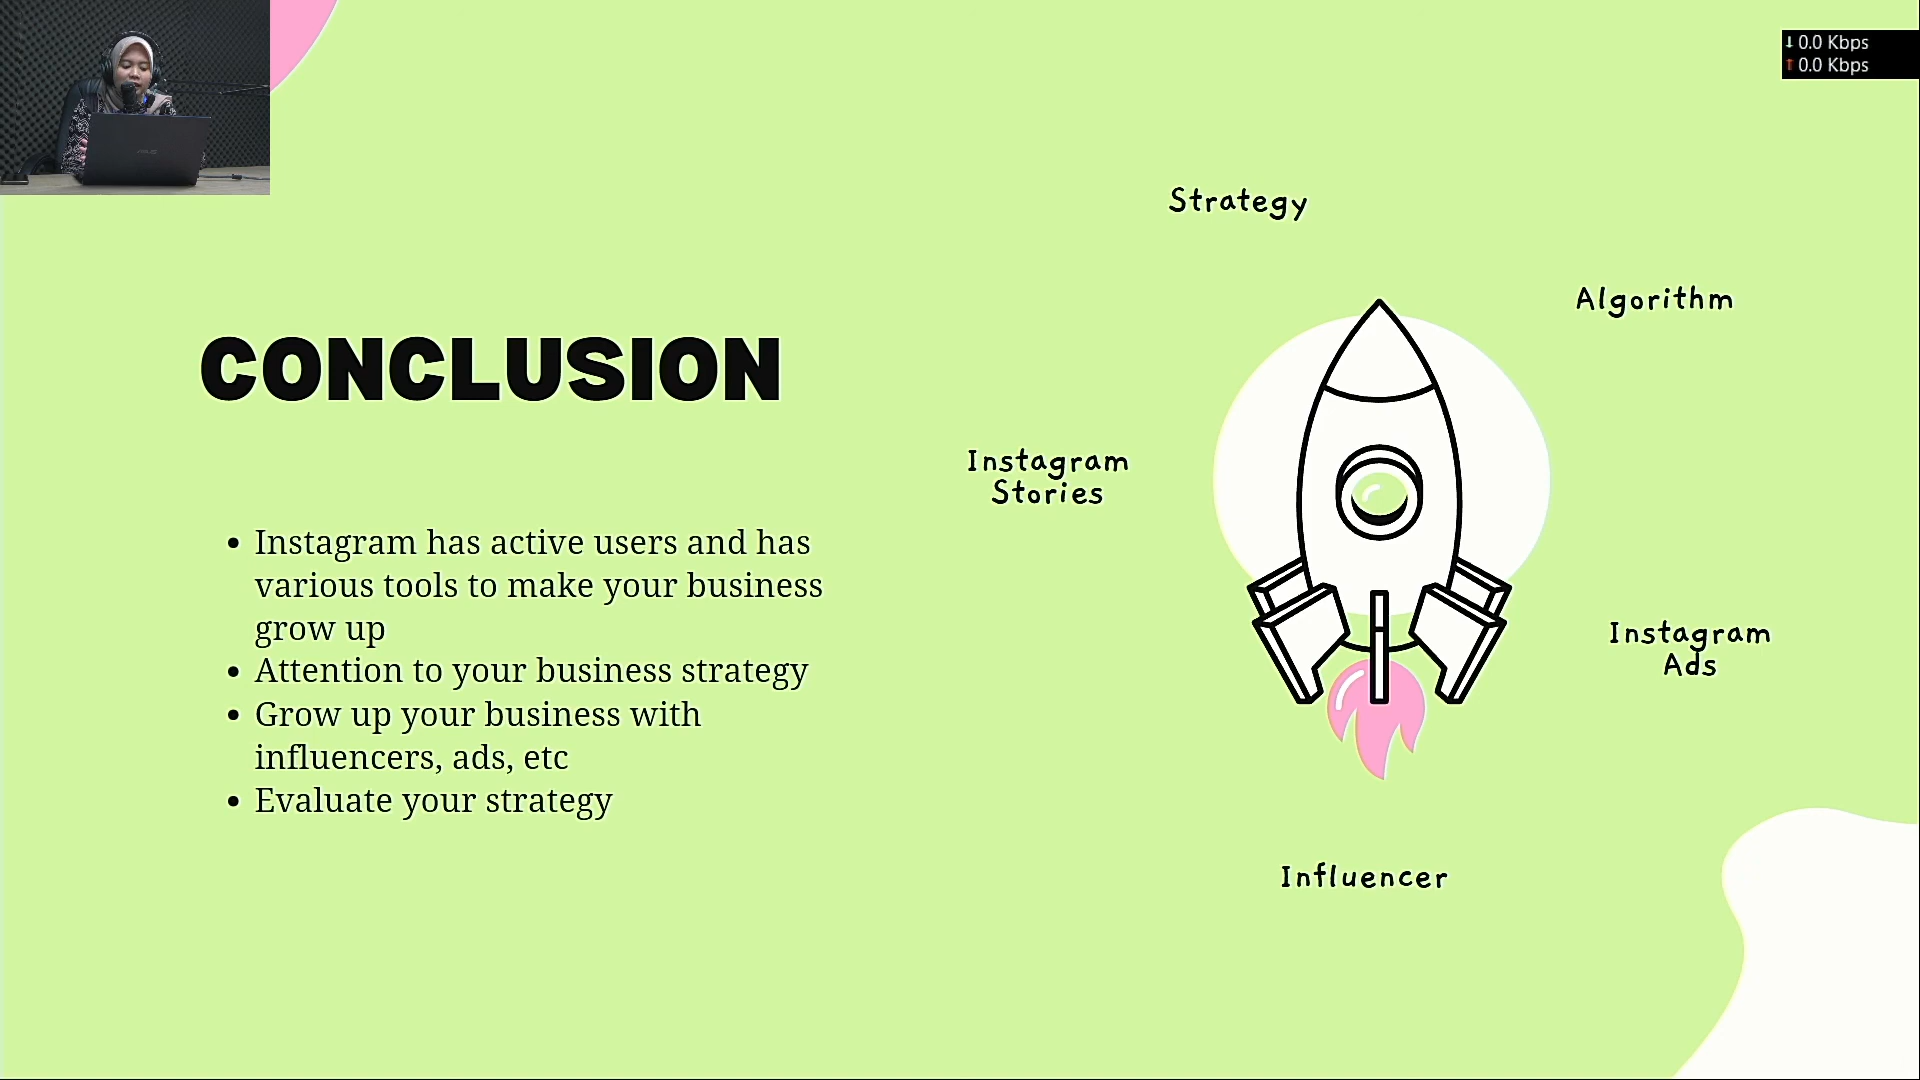 ↓ 0.0 Kbps
↑ 0.0 Kbps
ASUS
CONCLUSION
• Instagram has active users and has
various tools to make your business
grow up
• Attention to your business strategy
• Grow up your business with
influencers, ads, etc
• Evaluate your strategy
Strategy
Algorithm
Instagram
Stories
Instagram
Ads
Influencer